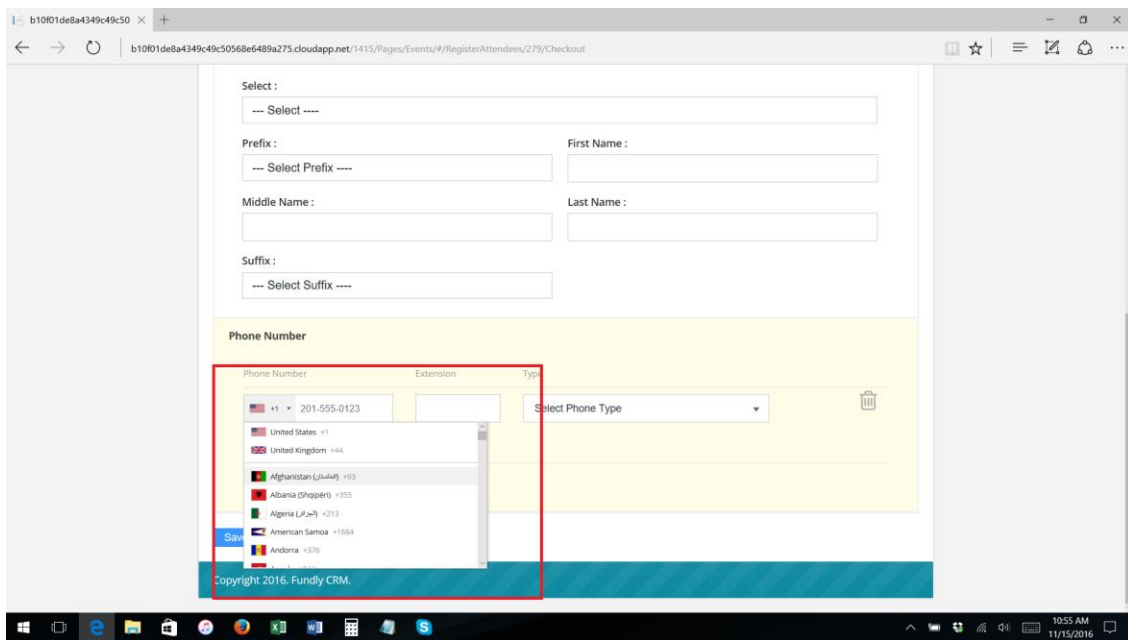 b10f01de8a4349c49c50
b10f01de8a4349c49c50568e6489a275.cloudapp.net/1415/Pages/Events/#/RegisterAttendees/279/Checkout
Select :
--- Select ----
Prefix :
First Name :
--- Select Prefix ----
Middle Name :
Last Name :
Suffix :
--- Select Suffix ----
Phone Number
Phone Number Extension Type
+1 201-555-0123 Select Phone Type
United States +1
United Kingdom +44
Afghanistan +93
Albania (Shqipëri) +355
Algeria +213
American Samoa +1684
Andorra +376
Copyright 2016. Fundly CRM.
10:55 AM
11/15/2016